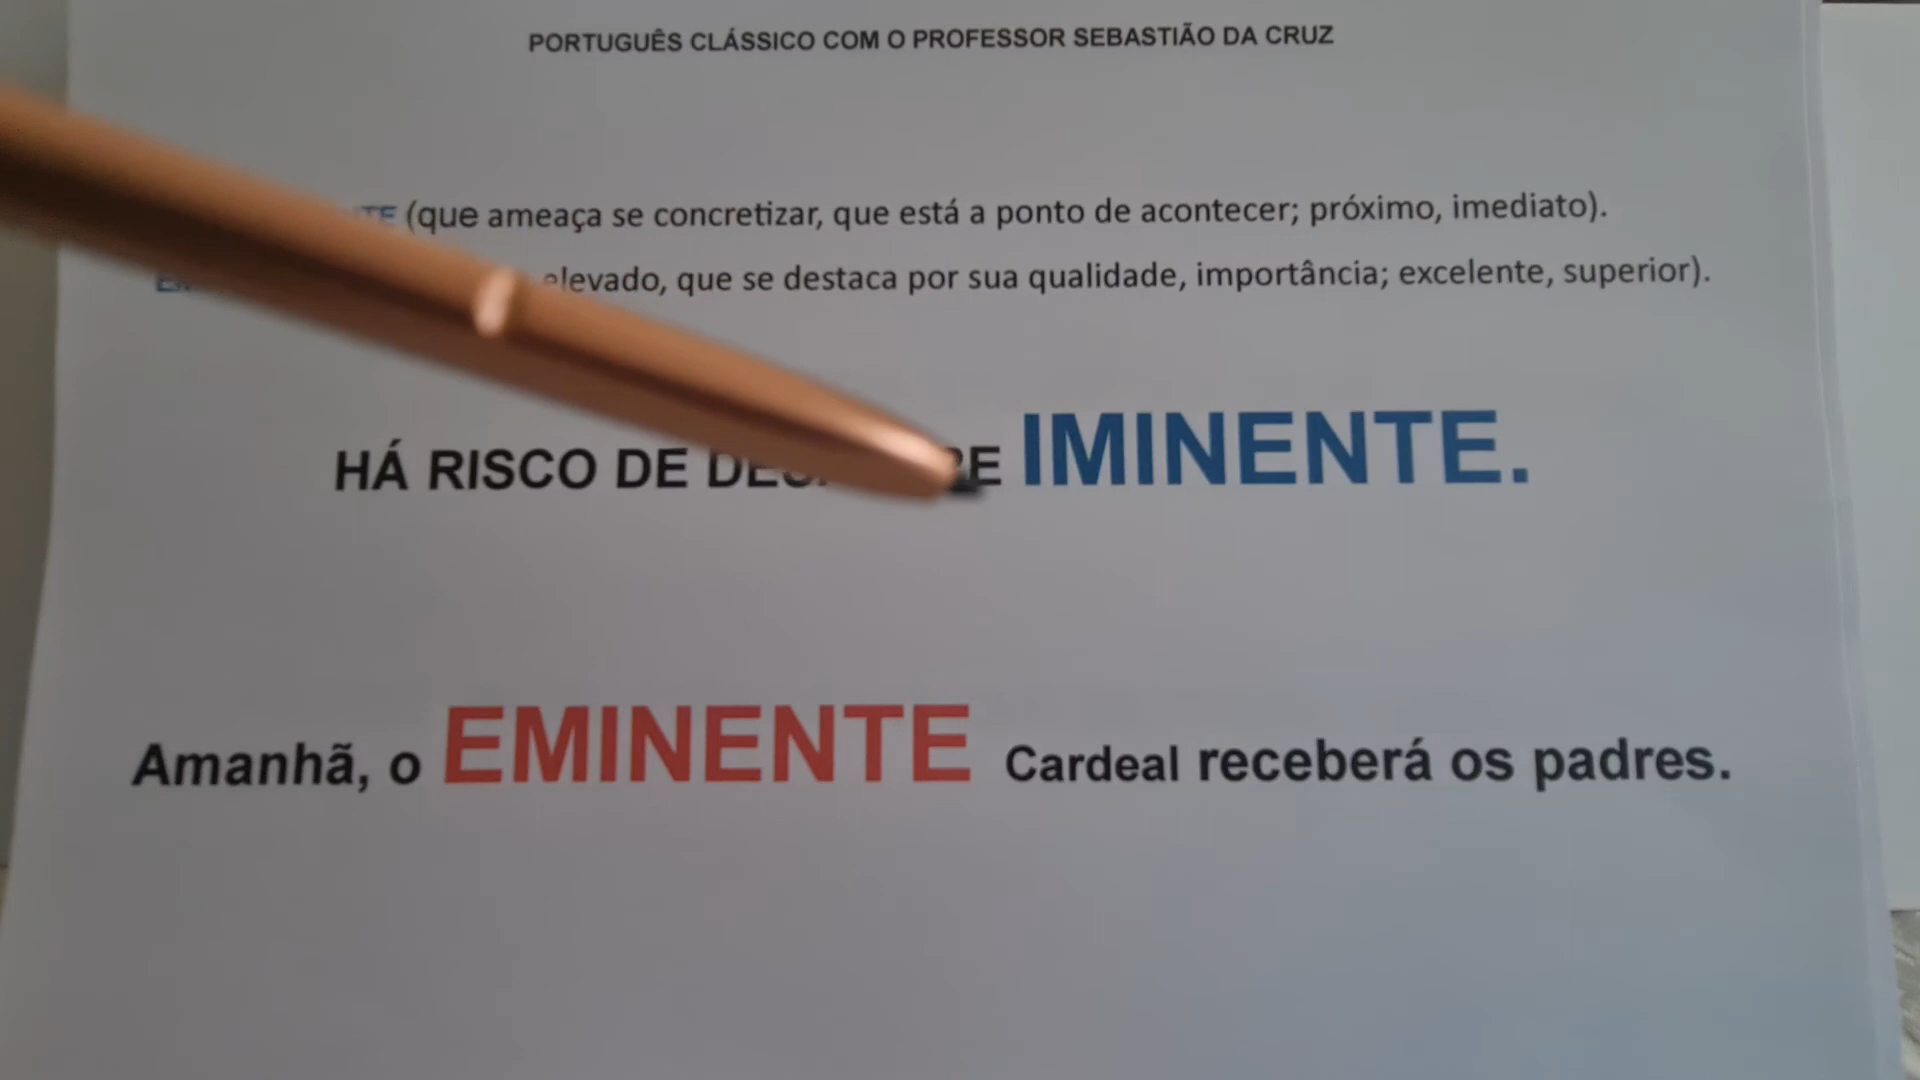 PORTUGUÊS CLÁSSICO COM O PROFESSOR SEBASTIÃO DA CRUZ
(que ameaça se concretizar, que está a ponto de acontecer; próximo, imediato).
elevado, que se destaca por sua qualidade, importância; excelente, superior).
HÁ RISCO DE IMINENTE.
Amanhã, o EMINENTE Cardeal receberá os padres.